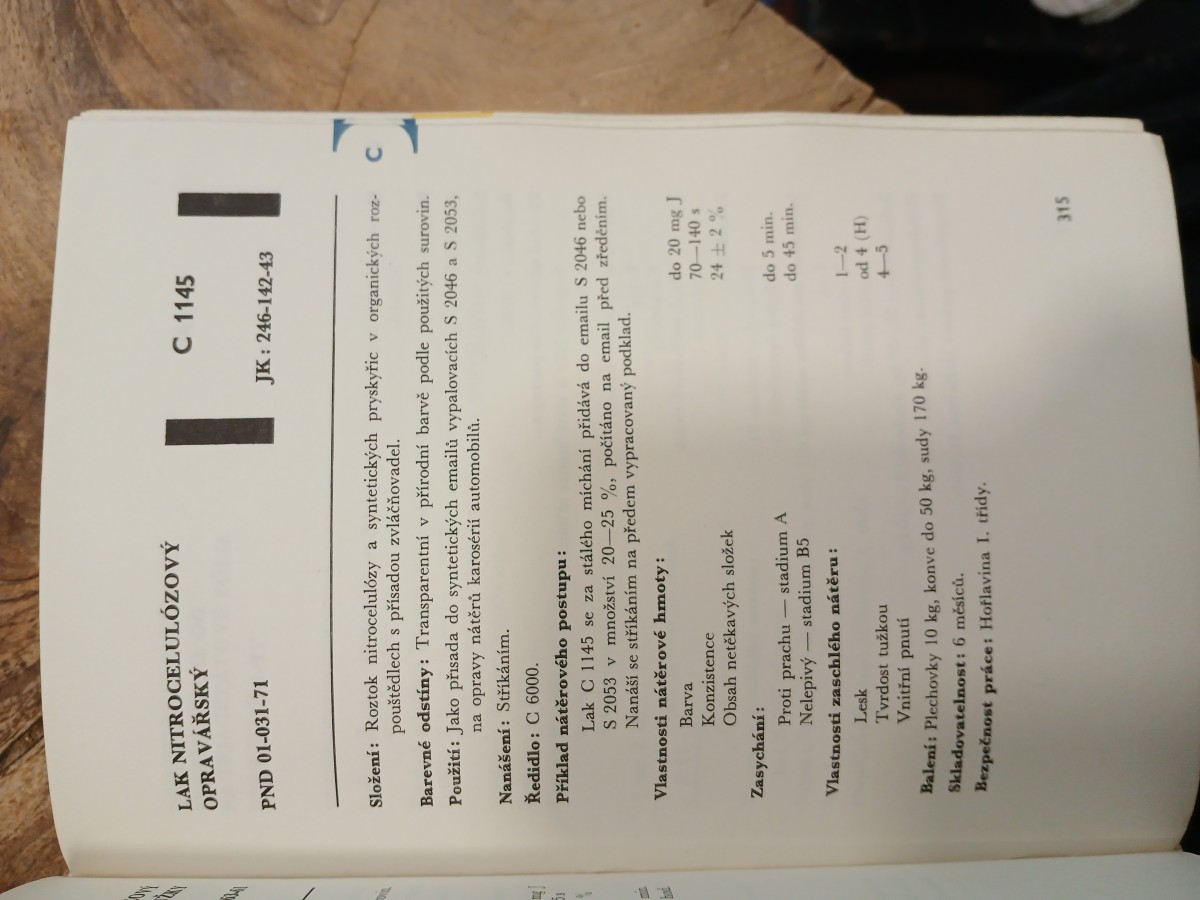 LAK NITROCELULÓZOVÝ
OPRAVÁŘSKÝ
C 1145
PND 01-031-71
JK: 246-142-43
C
Složení: Roztok nitrocelulózy a syntetických pryskyřic v organických roz-
pouštědlech s přísadou zvláčňovadel.
Barevné odstíny: Transparentní v přírodní barvě podle použitých surovin.
Použití: Jako přísada do syntetických emailů vypalovacích S 2046 a S 2053,
na opravy nátěrů karosérií automobilů.
Nanášení: Stříkáním.
Ředidlo: C 6000.
Příklad nátěrového postupu:
Lak C 1145 se za stálého míchání přidává do emailu S 2046 nebo
S 2053 v množství 20—25 %, počítáno na email před zředěním.
Nanáší se stříkáním na předem vypracovaný podklad.
Vlastnosti nátěrové hmoty:
Barva do 20 mg J
Konzistence 70—140 s
Obsah netěkavých složek 24 ± 2 %
Zasychání:
Proti prachu — stadium A do 5 min.
Nelepivý — stadium B5 do 45 min.
Vlastnosti zaschlého nátěru:
Lesk 1—2
Tvrdost tužkou od 4 (H)
Vnitřní pnutí 4—5
Balení: Plechovky 10 kg, konve do 50 kg, sudy 170 kg.
Skladovatelnost: 6 měsíců.
Bezpečnost práce: Hořlavina I. třídy.
315